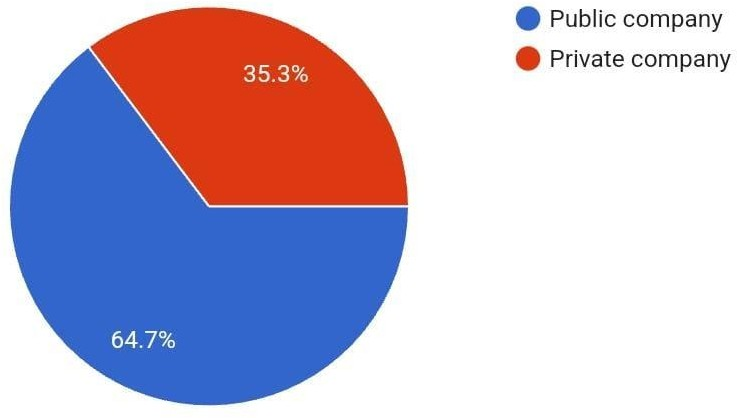 Public company
Private company
35.3%
64.7%